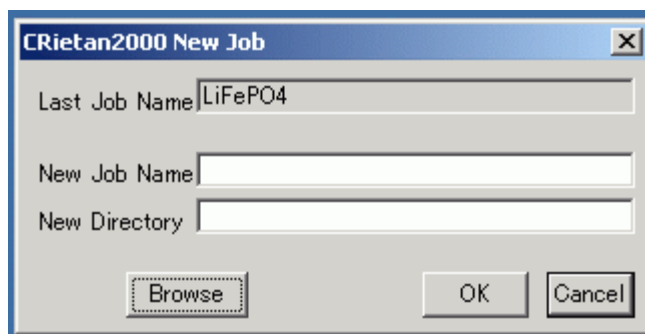 CRietan2000 New Job
Last Job Name LiFePO4
New Job Name
New Directory
Browse OK Cancel